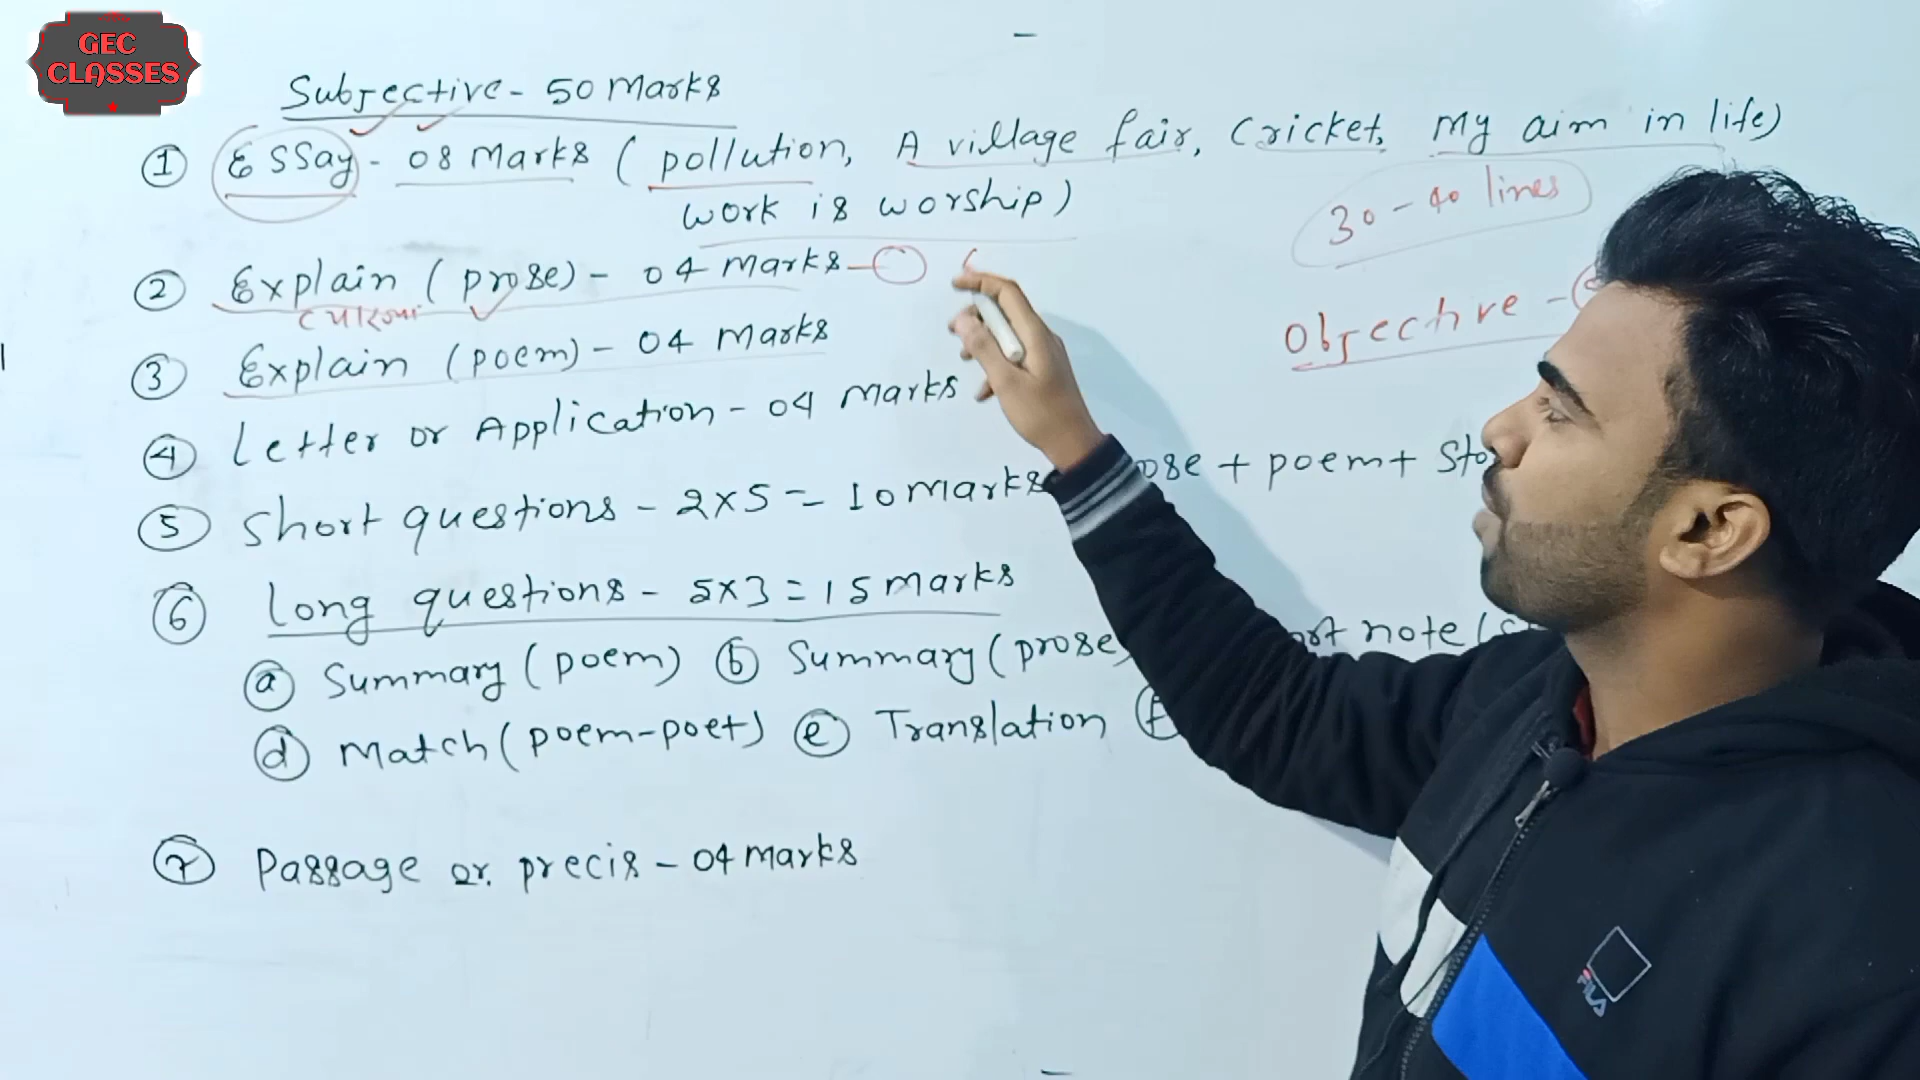 GEC
CLASSES
Subjective - 50 Marks
① Essay - 08 Marks ( pollution, A village fair, Cricket, My aim in life)
work is worship)
30 - 40 lines
② Explain (prose) - 04 Marks -
व्याख्या
Objective -
③ Explain (poem) - 04 Marks
④ Letter or Application - 04 Marks
⑤ Short questions - 2x5 = 10 Marks + poem +
⑥ Long questions - 5x3 = 15 Marks
ⓐ Summary (poem) ⓑ Summary (prose) note (
ⓓ Match (poem-poet) ⓔ Translation ⓕ
⑦ Passage or precis - 04 Marks
FILA